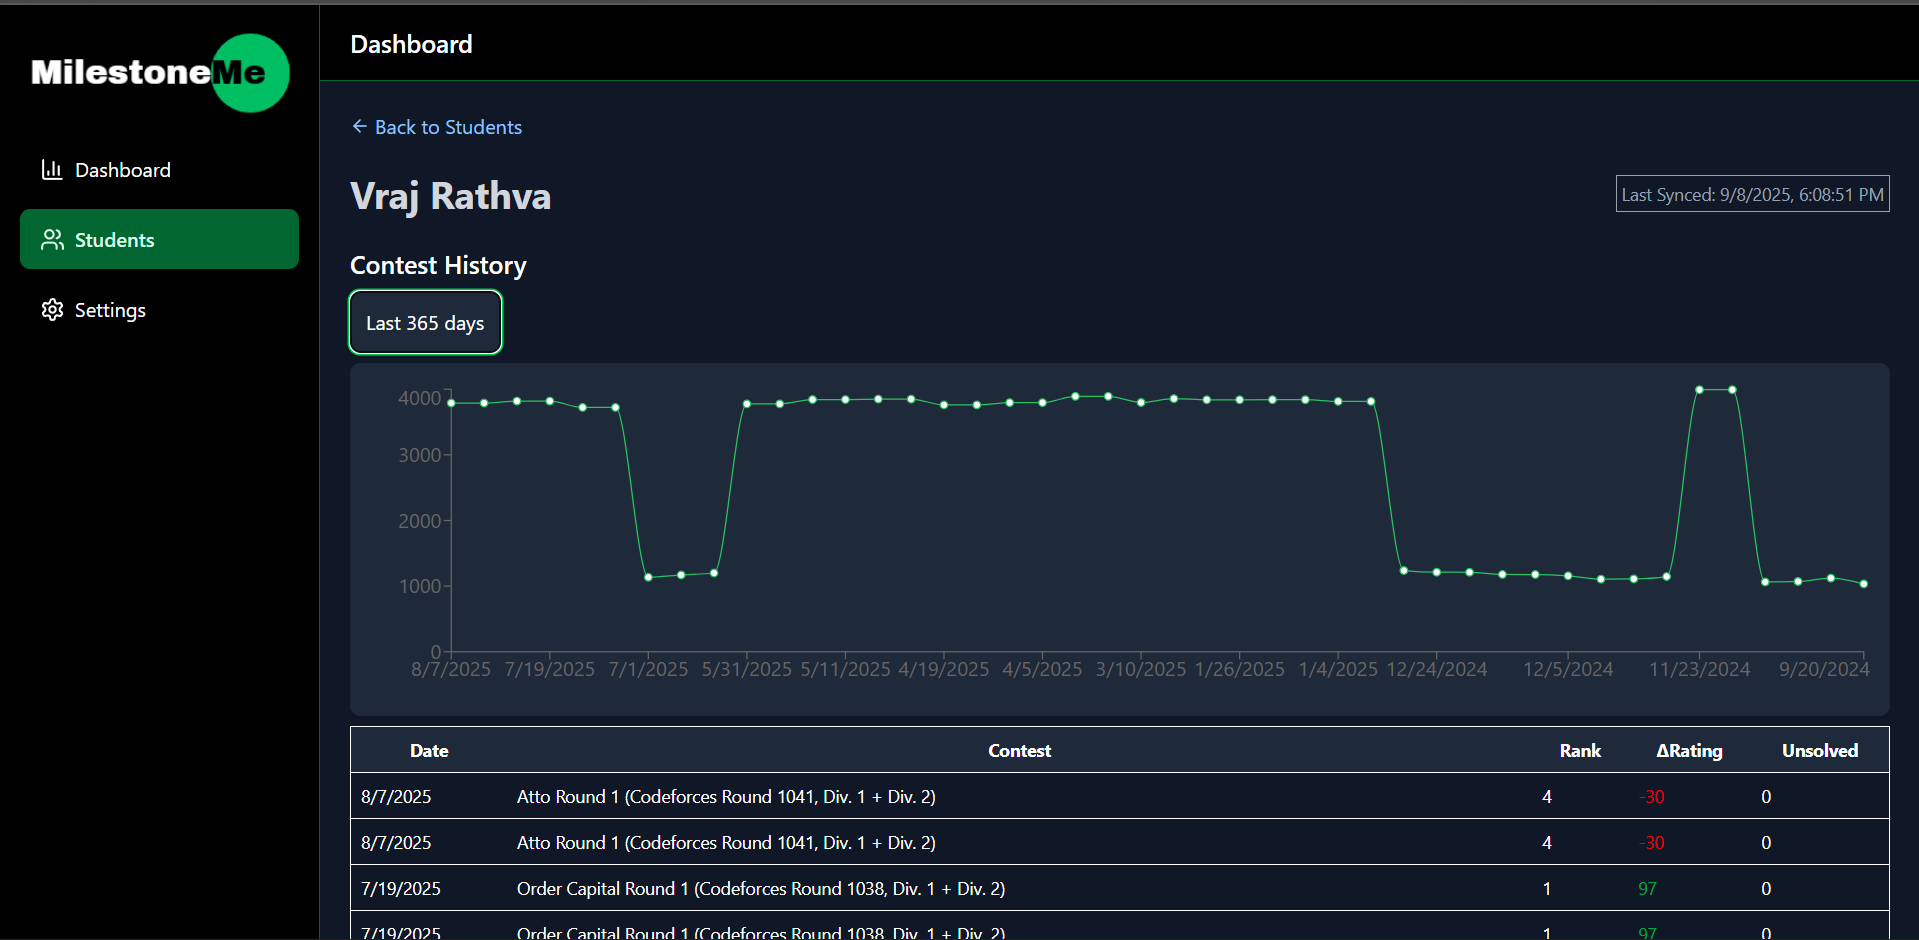 MilestoneMe
Dashboard
Students
Settings
Dashboard
← Back to Students
Vraj Rathva
Last Synced: 9/8/2025, 6:08:51 PM
Contest History
Last 365 days
4000
3000
2000
1000
0
8/7/2025 7/19/2025 7/1/2025 5/31/2025 5/11/2025 4/19/2025 4/5/2025 3/10/2025 1/26/2025 1/4/2025 12/24/2024 12/5/2024 11/23/2024 9/20/2024
Date Contest Rank ΔRating Unsolved
8/7/2025 Atto Round 1 (Codeforces Round 1041, Div. 1 + Div. 2) 4 -30 0
8/7/2025 Atto Round 1 (Codeforces Round 1041, Div. 1 + Div. 2) 4 -30 0
7/19/2025 Order Capital Round 1 (Codeforces Round 1038, Div. 1 + Div. 2) 1 97 0
7/19/2025 Order Capital Round 1 (Codeforces Round 1038, Div. 1 + Div. 2) 1 97 0